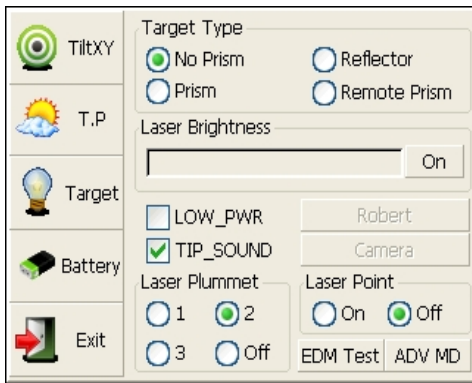 TiltXY
T.P
Target
Battery
Exit
Target Type
No Prism
Reflector
Prism
Remote Prism
Laser Brightness
On
LOW_PWR
Robert
TIP_SOUND
Camera
Laser Plummet
1
2
3
Off
Laser Point
On
Off
EDM Test
ADV MD